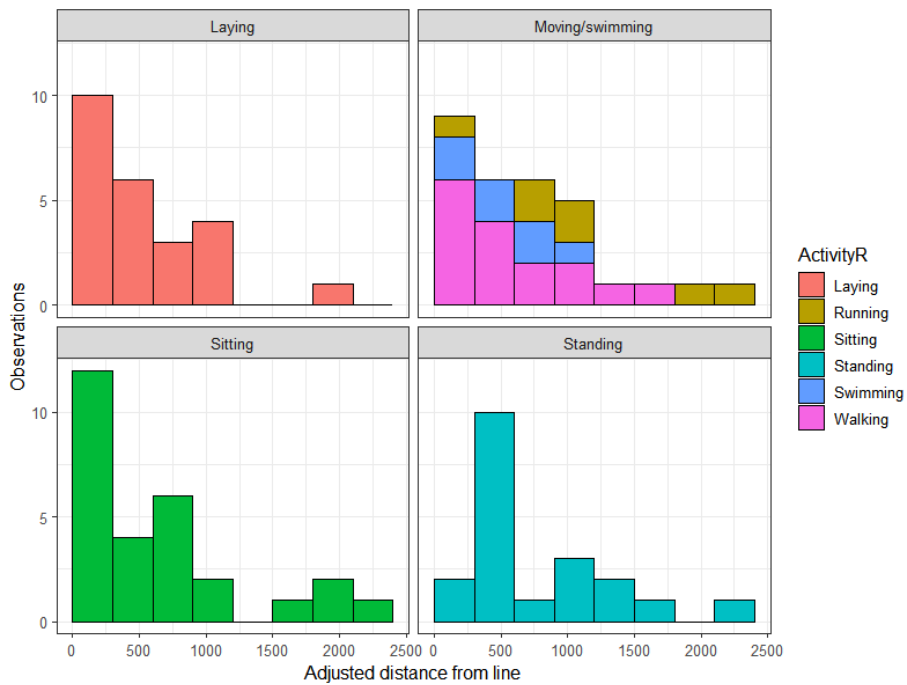 Laying
Moving/swimming
10
5
0
Sitting
Standing
10
5
0
0 500 1000 1500 2000 2500
0 500 1000 1500 2000 2500
Observations
Adjusted distance from line
ActivityR
Laying
Running
Sitting
Standing
Swimming
Walking